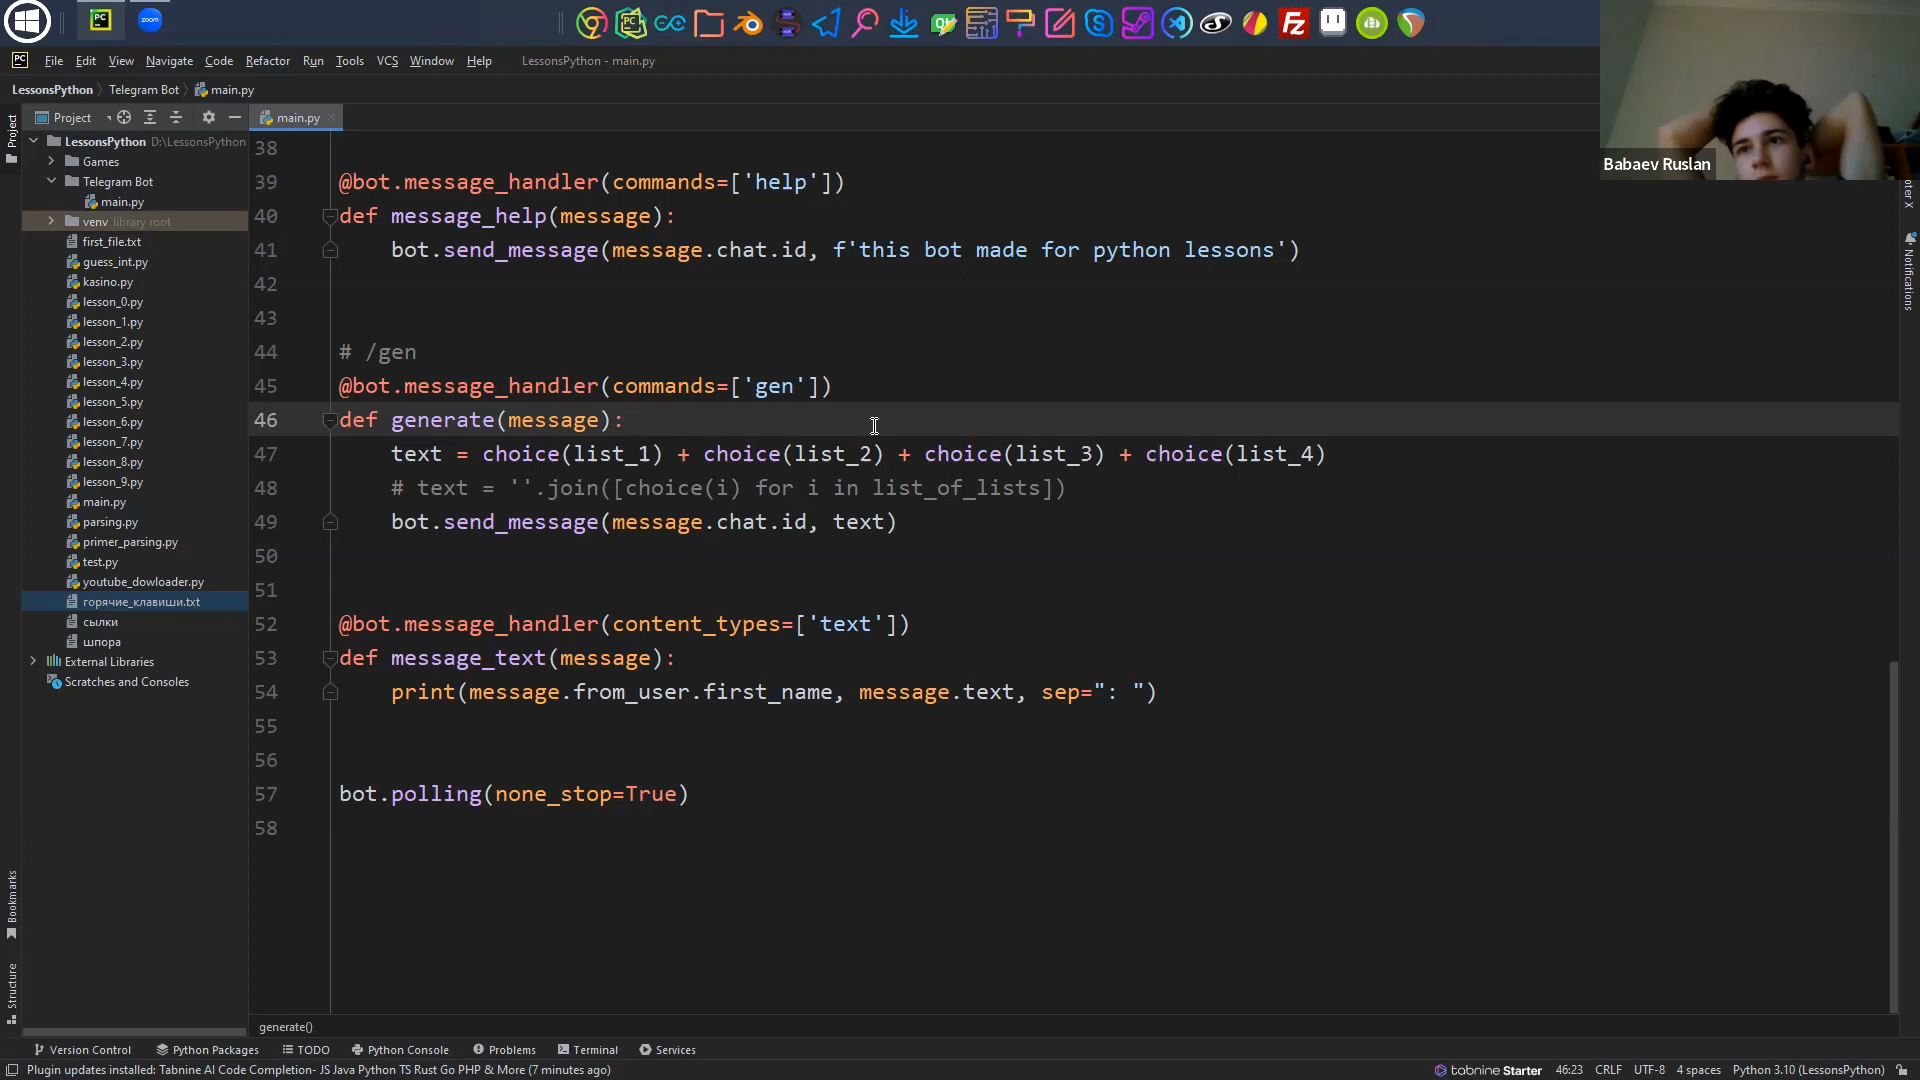 File Edit View Navigate Code Refactor Run Tools VCS Window Help LessonsPython - main.py
LessonsPython Telegram Bot main.py
Project
main.py
LessonsPython D:\LessonsPython
Games
Telegram Bot
main.py
venv library root
first_file.txt
guess_int.py
kasino.py
lesson_0.py
lesson_1.py
lesson_2.py
lesson_3.py
lesson_4.py
lesson_5.py
lesson_6.py
lesson_7.py
lesson_8.py
lesson_9.py
main.py
parsing.py
primer_parsing.py
test.py
youtube_dowloader.py
горячие_клавиши.txt
сылки
шпора
External Libraries
Scratches and Consoles
Project
Bookmarks
Structure
38
39 @bot.message_handler(commands=['help'])
40 def message_help(message):
41 bot.send_message(message.chat.id, f'this bot made for python lessons')
42
43
44 # /gen
45 @bot.message_handler(commands=['gen'])
46 def generate(message):
47 text = choice(list_1) + choice(list_2) + choice(list_3) + choice(list_4)
48 # text = ''.join([choice(i) for i in list_of_lists])
49 bot.send_message(message.chat.id, text)
50
51
52 @bot.message_handler(content_types=['text'])
53 def message_text(message):
54 print(message.from_user.first_name, message.text, sep=": ")
55
56
57 bot.polling(none_stop=True)
58
generate()
Babaev Ruslan
Notifications
Version Control Python Packages TODO Python Console Problems Terminal Services
Plugin updates installed: Tabnine AI Code Completion- JS Java Python TS Rust Go PHP & More (7 minutes ago)
tabnine Starter 46:23 CRLF UTF-8 4 spaces Python 3.10 (LessonsPython)